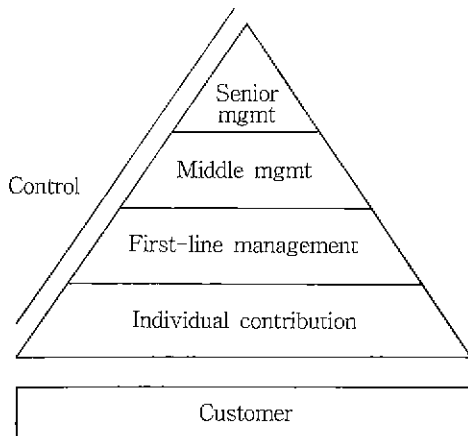 Senior
mgmt
Middle mgmt
Control
First-line management
Individual contribution
Customer